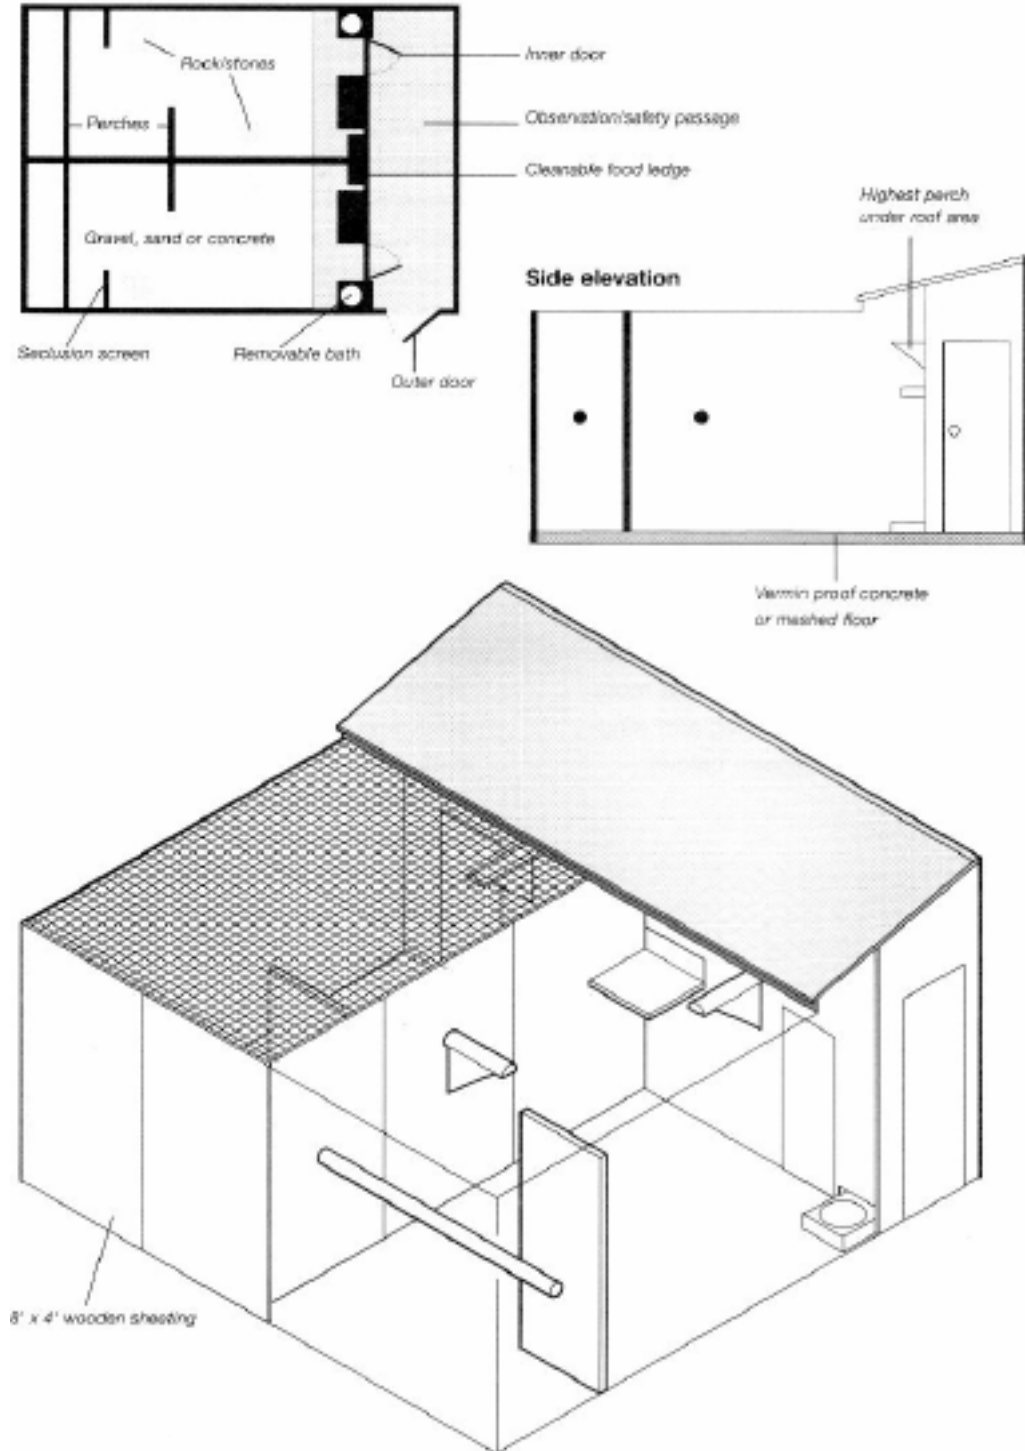 Inner door
Rock/stones
Perches
Observation/safety passage
Cleanable food ledge
Gravel, sand or concrete
Seclusion screen
Removable bath
Outer door
Highest perch
under roof area
Side elevation
Vermin proof concrete
or meshed floor
8' x 4' wooden sheeting